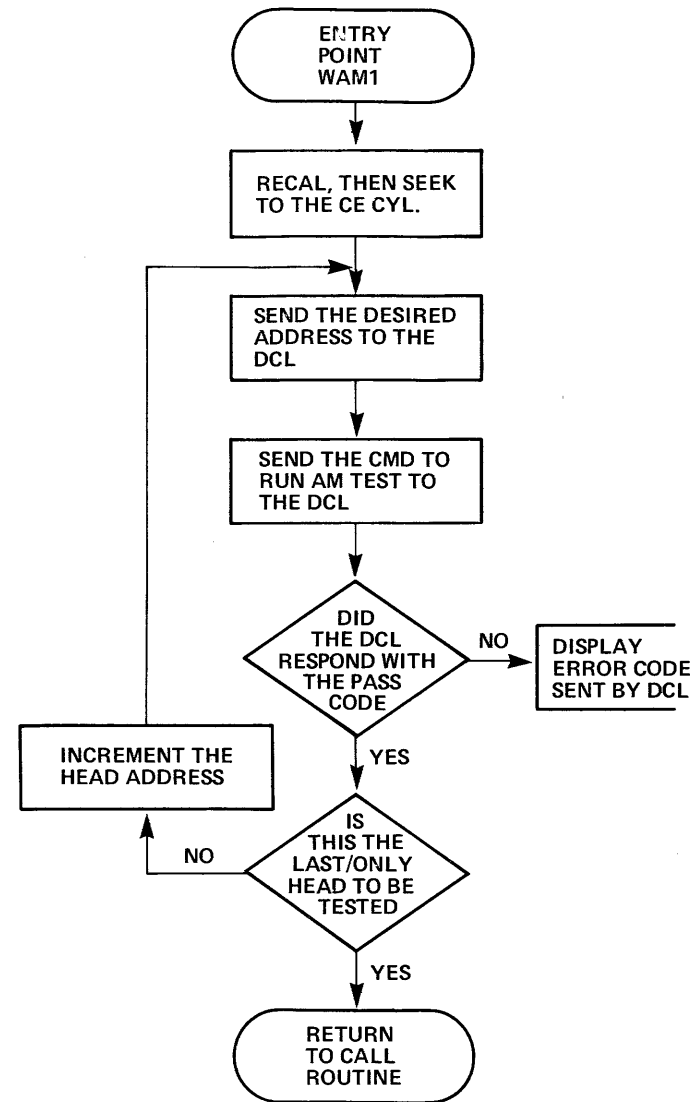 ENTRY
POINT
WAM1
RECAL, THEN SEEK
TO THE CE CYL.
SEND THE DESIRED
ADDRESS TO THE
DCL
SEND THE CMD TO
RUN AM TEST TO
THE DCL
DID
THE DCL
RESPOND WITH
THE PASS
CODE
NO
DISPLAY
ERROR CODE
SENT BY DCL
YES
INCREMENT THE
HEAD ADDRESS
IS
THIS THE
LAST/ONLY
HEAD TO BE
TESTED
NO
YES
RETURN
TO CALL
ROUTINE